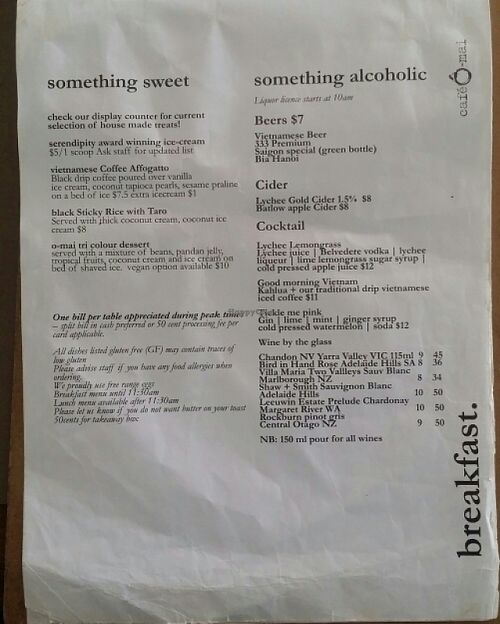 something sweet
check our display counter for current
selection of house made treats!
serendipity award winning ice-cream
$5/1 scoop Ask staff for updated list
vietnamese Coffee Affogatto
Black drip coffee poured over vanilla
ice cream, coconut tapioca pearls, sesame praline
on a bed of ice $7.5 extra icecream $1
black Sticky Rice with Taro
Served with thick coconut cream, coconut ice
cream $8
o-mai tri colour dessert
served with a mixture of beans, pandan jelly,
tropical fruits, coconut cream and ice cream on
bed of shaved ice. vegan option available $10
One bill per table appreciated during peak times
– split bill in cash preferred or 50 cent processing fee per
card applicable.
All dishes listed gluten free (GF) may contain traces of
low gluten
Please advise staff if you have any food allergies when
ordering.
We proudly use free range eggs
Breakfast menu until 11:30am
Lunch menu available after 11:30am
Please let us know if you do not want butter on your toast
50cents for takeaway box
something alcoholic
Liquor licence starts at 10am
Beers $7
Vietnamese Beer
333 Premium
Saigon special (green bottle)
Bia Hanoi
Cider
Lychee Gold Cider 1.5% $8
Batlow apple Cider $8
Cocktail
Lychee Lemongrass
Lychee juice | Belvedere vodka | lychee
liqueur | lime lemongrass sugar syrup |
cold pressed apple juice $12
Good morning Vietnam
Kahlua + our traditional drip vietnamese
iced coffee $11
Tickle me pink
Gin | lime | mint | ginger syrup
cold pressed watermelon | soda $12
Wine by the glass
Chandon NV Yarra Valley VIC 115ml 9 45
Bird in Hand Rose Adelaide Hills SA 8 36
Villa Maria Two Valleys Sauv Blanc
Marlborough NZ 8 34
Shaw + Smith Sauvignon Blanc
Adelaide Hills 10 50
Leeuwin Estate Prelude Chardonay
Margaret River WA 10 50
Rockburn pinot gris
Central Otago NZ 9 50
NB: 150 ml pour for all wines
café Ô-mai
breakfast.